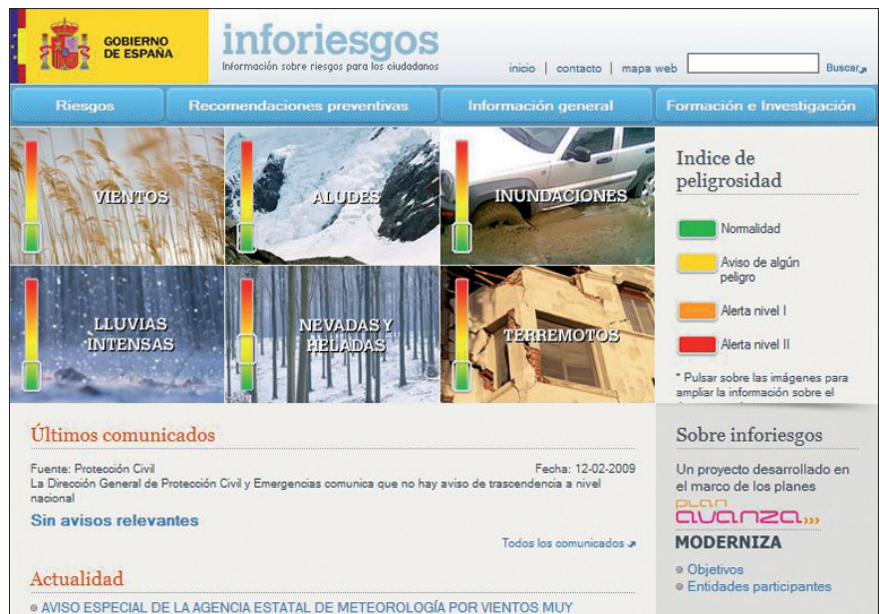 GOBIERNO
DE ESPAÑA
inforiesgos
Información sobre riesgos para los ciudadanos
inicio | contacto | mapa web
Buscar
Riesgos
Recomendaciones preventivas
Información general
Formación e Investigación
VIENTOS
ALUDES
INUNDACIONES
LLUVIAS
INTENSAS
NEVADAS Y
HELADAS
TERREMOTOS
Indice de
peligrosidad
Normalidad
Aviso de algún
peligro
Alerta nivel I
Alerta nivel II
* Pulsar sobre las imágenes para
ampliar la información sobre el
Últimos comunicados
Fuente: Protección Civil
Fecha: 12-02-2009
La Dirección General de Protección Civil y Emergencias comunica que no hay aviso de trascendencia a nivel
nacional
Sin avisos relevantes
Todos los comunicados
Actualidad
AVISO ESPECIAL DE LA AGENCIA ESTATAL DE METEOROLOGÍA POR VIENTOS MUY
Sobre inforiesgos
Un proyecto desarrollado en
el marco de los planes
PLAN
avanza
MODERNIZA
Objetivos
Entidades participantes